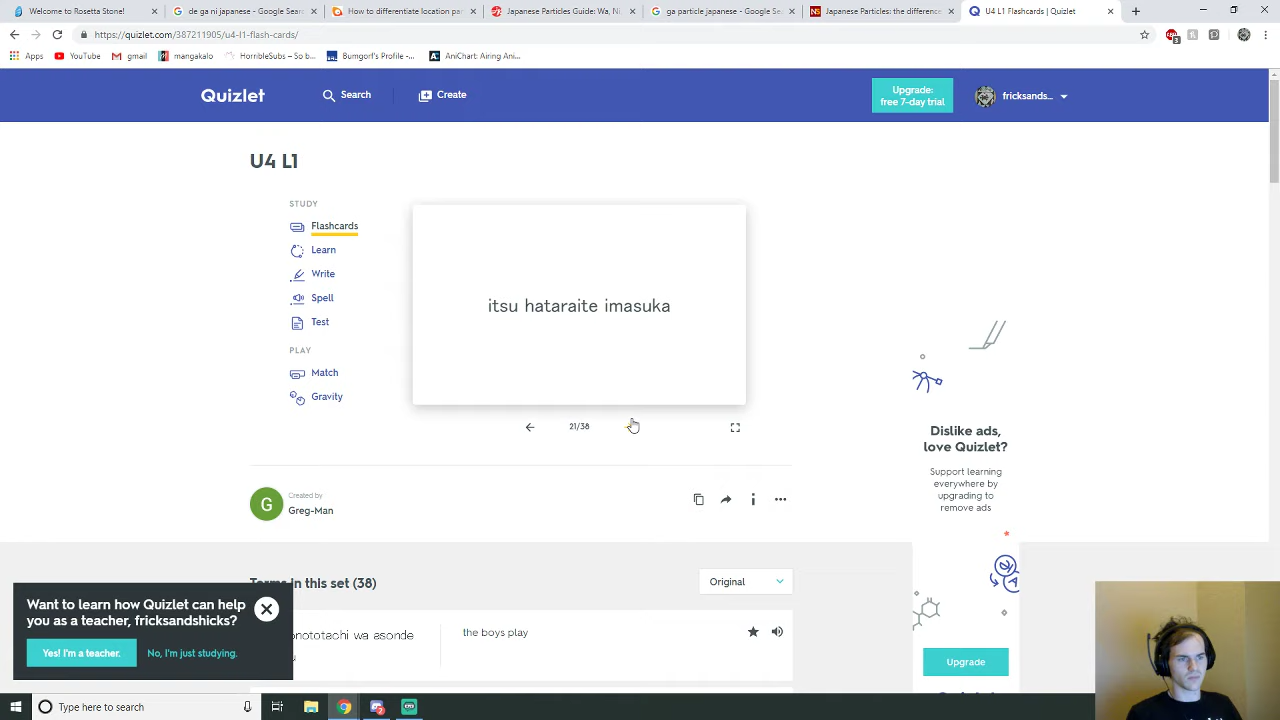 Welcome to Rosetta Stone!
de ga ni japanese - Google Sear
How to differentiate location par
Japanese Particles Guide: Wa, Ni,
ga particle japanese - Google Sea
Japanese Particles: the difference
U4 L1 Flashcards | Quizlet
https://quizlet.com/387211905/u4-l1-flash-cards/
Apps
YouTube
gmail
mangakalo
HorribleSubs – So b...
Bumgorf's Profile -...
AniChart: Airing Ani...
Quizlet
Search
Create
Upgrade:
free 7-day trial
fricksands...
U4 L1
STUDY
Flashcards
Learn
Write
Spell
Test
PLAY
Match
Gravity
itsu hataraite imasuka
21/38
Dislike ads,
love Quizlet?
Support learning
everywhere by
upgrading to
remove ads
G
Created by
Greg-Man
Terms in this set (38)
Original
onototachi wa asonde
u
the boys play
Want to learn how Quizlet can help
you as a teacher, fricksandshicks?
Yes! I'm a teacher.
No, I'm just studying.
Upgrade
Type here to search